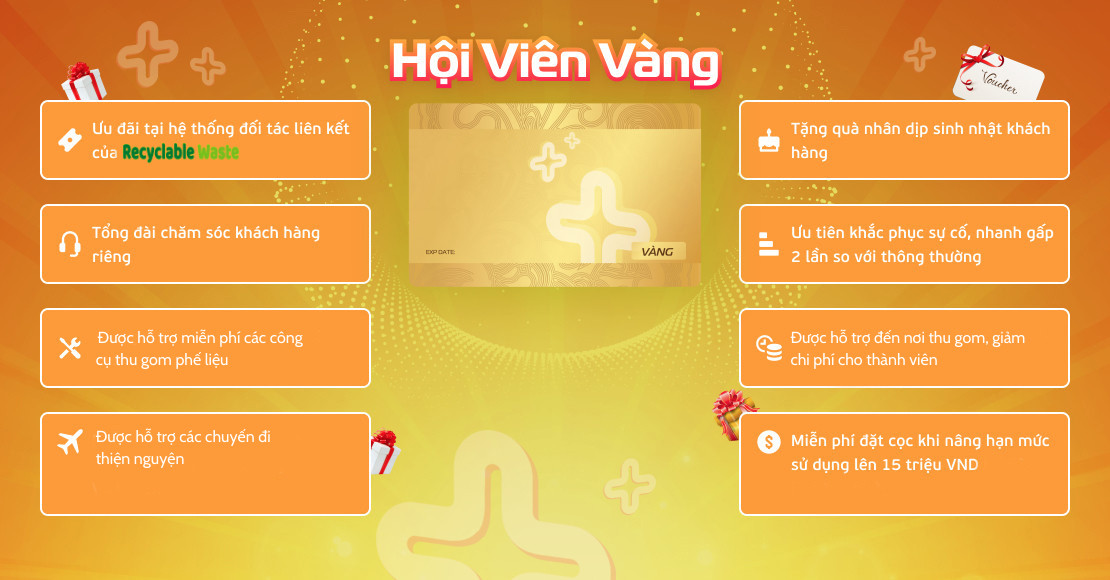 Hội Viên Vàng
Voucher
Ưu đãi tại hệ thống đối tác liên kết
của Recyclable Waste
Tổng đài chăm sóc khách hàng
riêng
Được hỗ trợ miễn phí các công
cụ thu gom phế liệu
Được hỗ trợ các chuyến đi
thiện nguyện
EXP DATE:
VÀNG
Tặng quà nhân dịp sinh nhật khách
hàng
Ưu tiên khắc phục sự cố, nhanh gấp
2 lần so với thông thường
Được hỗ trợ đến nơi thu gom, giảm
chi phí cho thành viên
Miễn phí đặt cọc khi nâng hạn mức
sử dụng lên 15 triệu VND